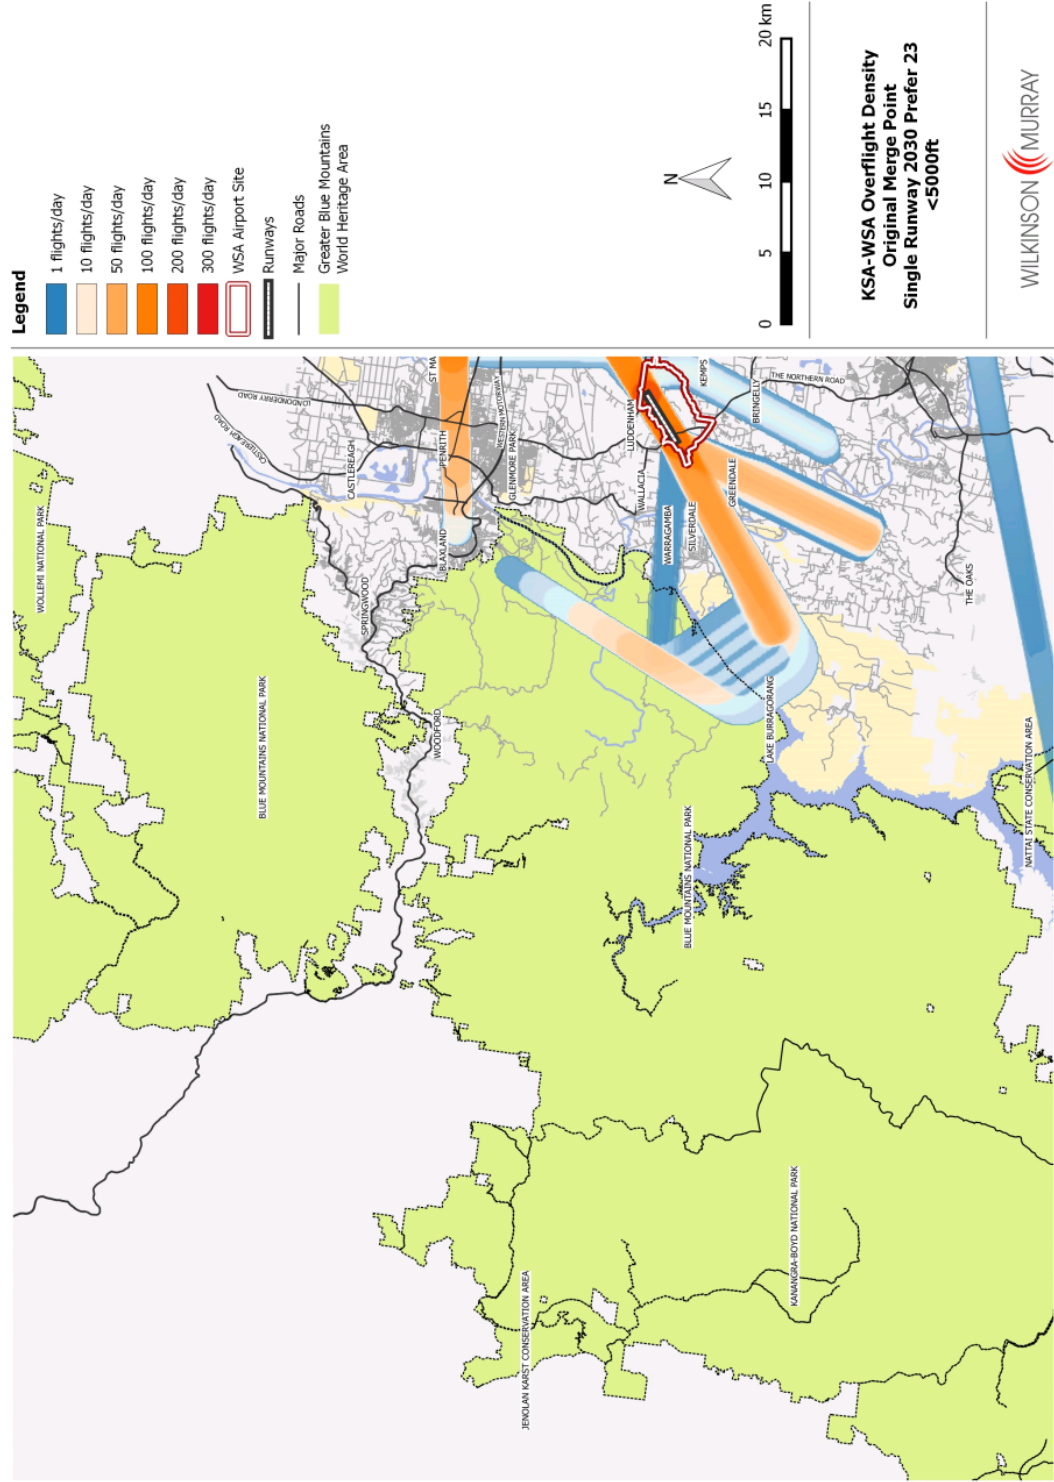 Legend
1 flights/day
10 flights/day
50 flights/day
100 flights/day
200 flights/day
300 flights/day
WSA Airport Site
Runways
Major Roads
Greater Blue Mountains
World Heritage Area
N
0 5 10 15 20 km
KSA-WSA Overflight Density
Original Merge Point
Single Runway 2030 Prefer 23
<5000ft
WILKINSON MURRAY
WOLLEMI NATIONAL PARK
CASTLEREAGH ROAD
LONDONDERRY ROAD
CASTLEREAGH
SPRINGWOOD
BLUE MOUNTAINS NATIONAL PARK
ST MA
PENRITH
BLAXLAND
WOODFORD
WESTERN MOTORWAY
GLENMORE PARK
JENOLAN KARST CONSERVATION AREA
LUDDENHAM
WALLACIA
WARRAGAMBA
SILVERDALE
KEMPS
GREENDALE
BRINGELLY
THE NORTHERN ROAD
BLUE MOUNTAINS NATIONAL PARK
LAKE BURRAGORANG
KANANGRA-BOYD NATIONAL PARK
THE OAKS
NATTAI STATE CONSERVATION AREA